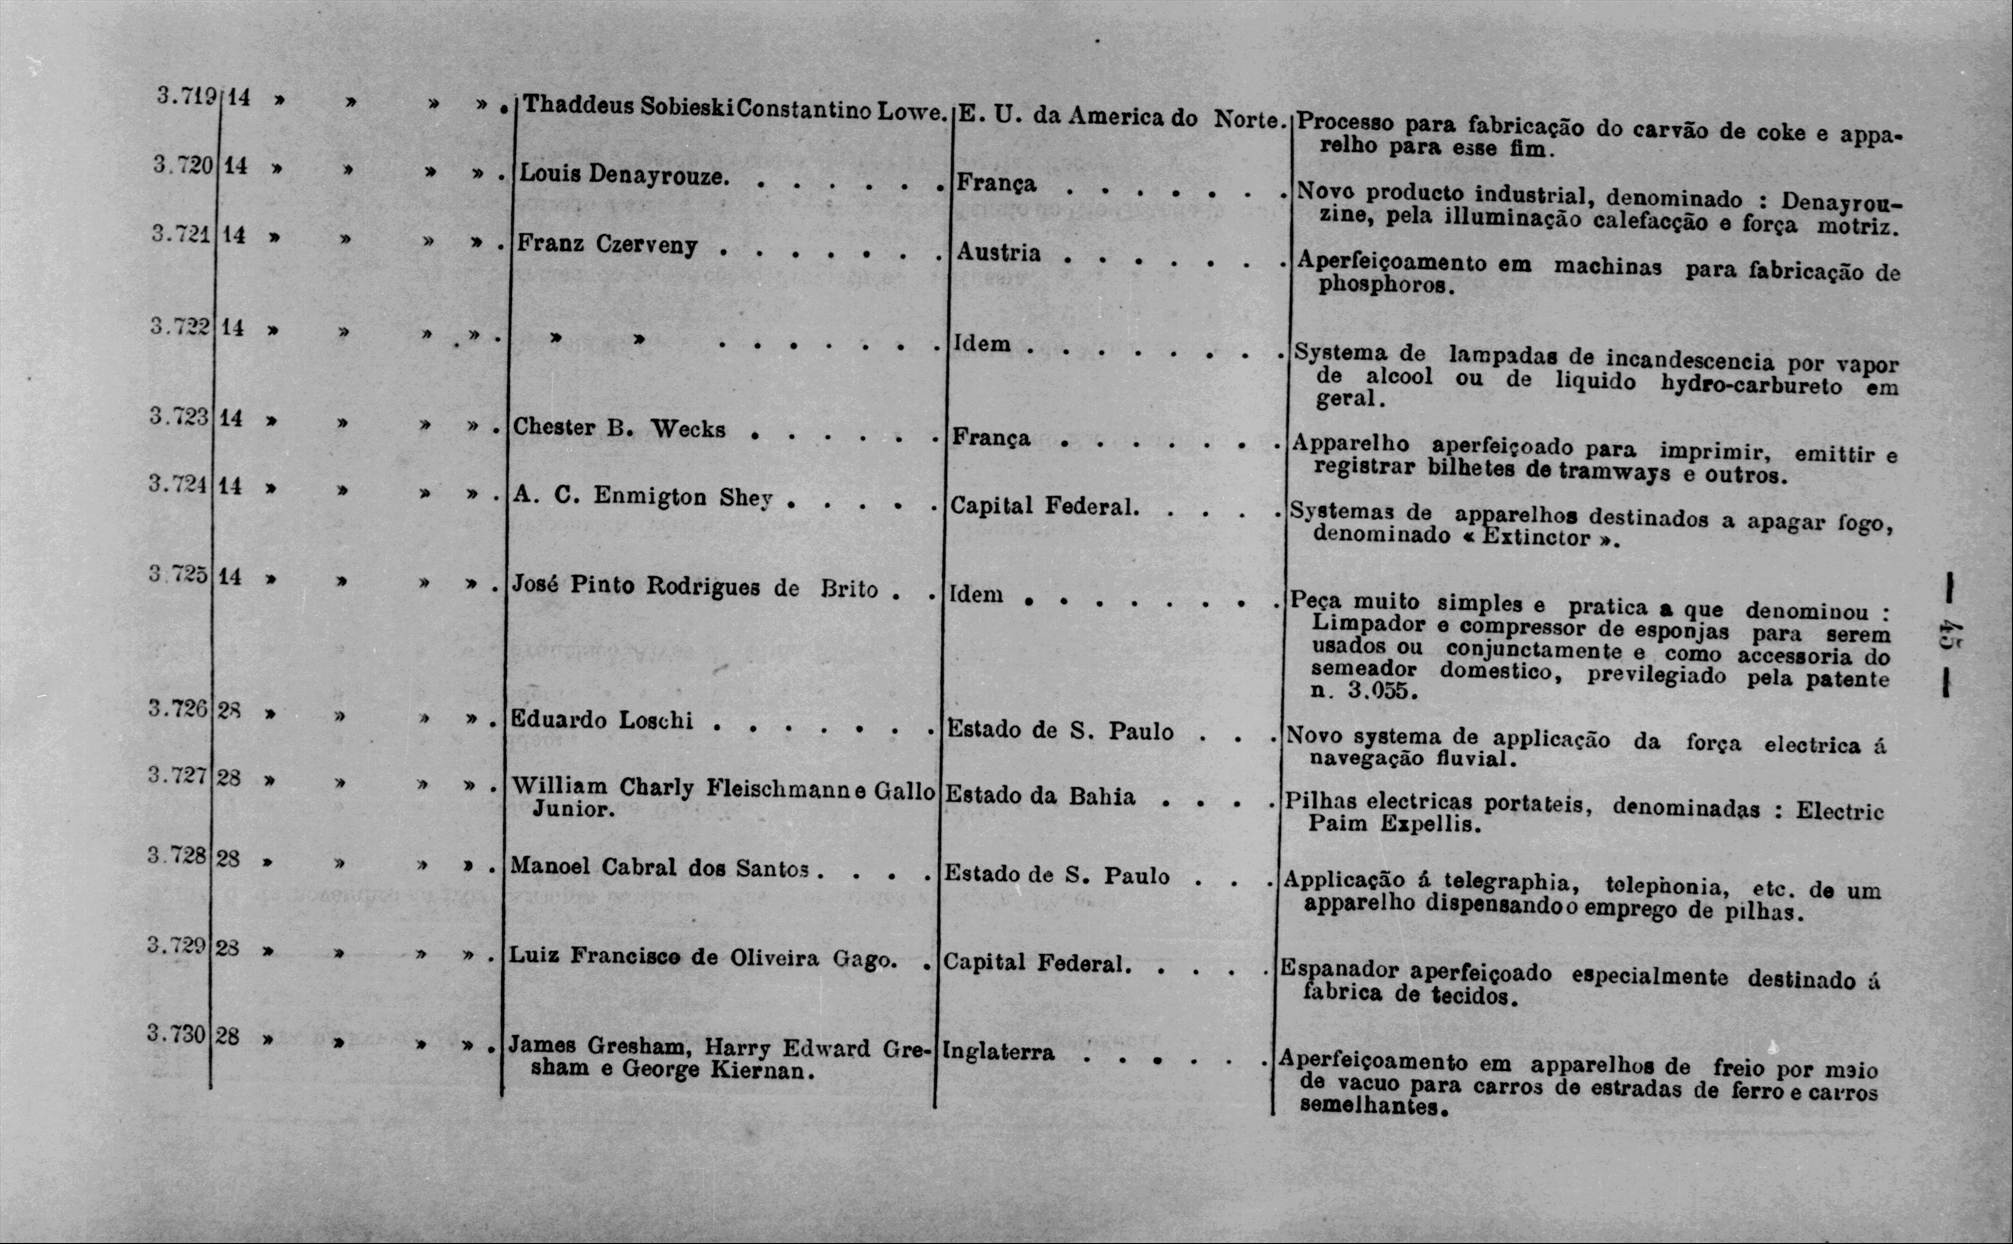 3.719 14 » » » » . Thaddeus Sobieski Constantino Lowe. E. U. da America do Norte. Processo para fabricação do carvão de coke e appa-
relho para esse fim.
3.720 14 » » » » . Louis Denayrouze. . . . . . . França . . . . . . . Novo producto industrial, denominado : Denayrou-
zine, pela illuminação calefacção e força motriz.
3.721 14 » » » » . Franz Czerveny . . . . . . . Austria . . . . . . . Aperfeiçoamento em machinas para fabricação de
phosphoros.
3.722 14 » » » » . » » . . . . . . . Idem . . . . . . . . Systema de lampadas de incandescencia por vapor
de alcool ou de liquido hydro-carbureto em
geral.
3.723 14 » » » » . Chester B. Wecks . . . . . . França . . . . . . . Apparelho aperfeiçoado para imprimir, emittir e
registrar bilhetes de tramways e outros.
3.724 14 » » » » . A. C. Enmigton Shey . . . . . Capital Federal. . . . . Systemas de apparelhos destinados a apagar fogo,
denominado « Extinctor ».
3.725 14 » » » » . José Pinto Rodrigues de Brito . . Idem . . . . . . . . Peça muito simples e pratica a que denominou :
Limpador e compressor de esponjas para serem
usados ou conjunctamente e como accessoria do
semeador domestico, previlegiado pela patente
n. 3.055.
3.726 28 » » » » . Eduardo Loschi . . . . . . . Estado de S. Paulo . . . Novo systema de applicação da força electrica á
navegação fluvial.
3.727 28 » » » » . William Charly Fleischmann e Gallo Estado da Bahia . . . . Pilhas electricas portateis, denominadas : Electric
Junior. Paim Expellis.
3.728 28 » » » » . Manoel Cabral dos Santos . . . . Estado de S. Paulo . . . Applicação á telegraphia, telephonia, etc. de um
apparelho dispensando o emprego de pilhas.
3.729 28 » » » » . Luiz Francisco de Oliveira Gago. . Capital Federal. . . . . Espanador aperfeiçoado especialmente destinado á
fabrica de tecidos.
3.730 28 » » » » . James Gresham, Harry Edward Gre- Inglaterra . . . . . . Aperfeiçoamento em apparelhos de freio por meio
sham e George Kiernan. de vacuo para carros de estradas de ferro e carros
semelhantes.
— 45 —